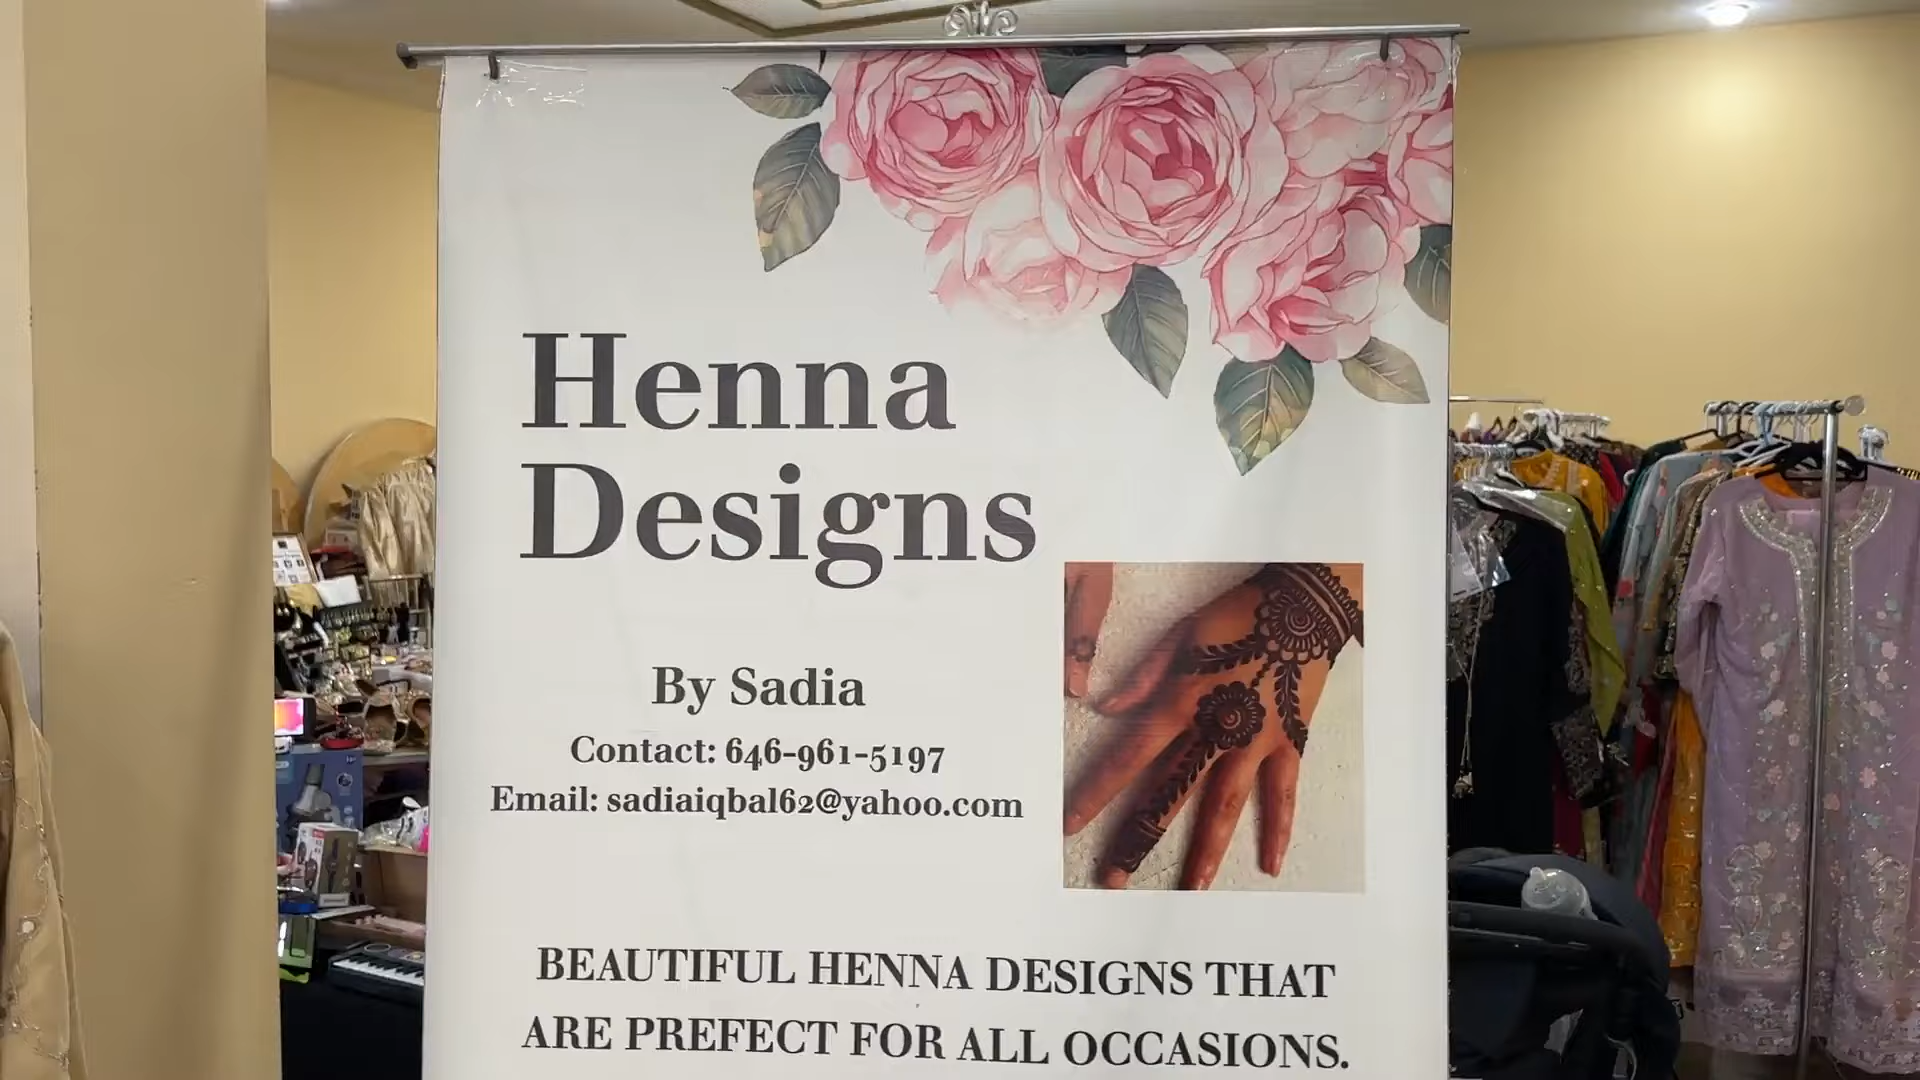 Henna
Designs
By Sadia
Contact: 646-961-5197
Email: sadiaiqbal62@yahoo.com
BEAUTIFUL HENNA DESIGNS THAT
ARE PREFECT FOR ALL OCCASIONS.